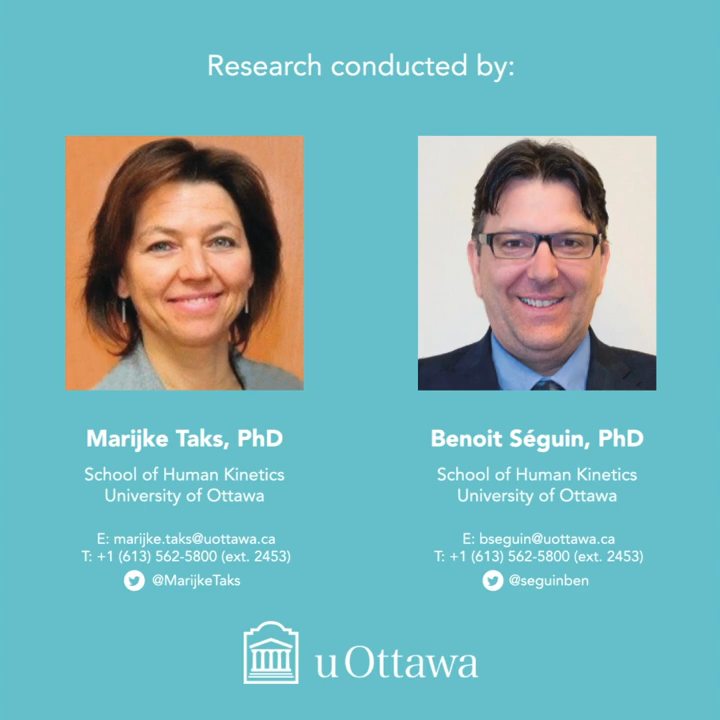 Research conducted by:
Marijke Taks, PhD
School of Human Kinetics
University of Ottawa
E: marijke.taks@uottawa.ca
T: +1 (613) 562-5800 (ext. 2453)
@MarijkeTaks
Benoit Séguin, PhD
School of Human Kinetics
University of Ottawa
E: bseguin@uottawa.ca
T: +1 (613) 562-5800 (ext. 2453)
@seguinben
uOttawa